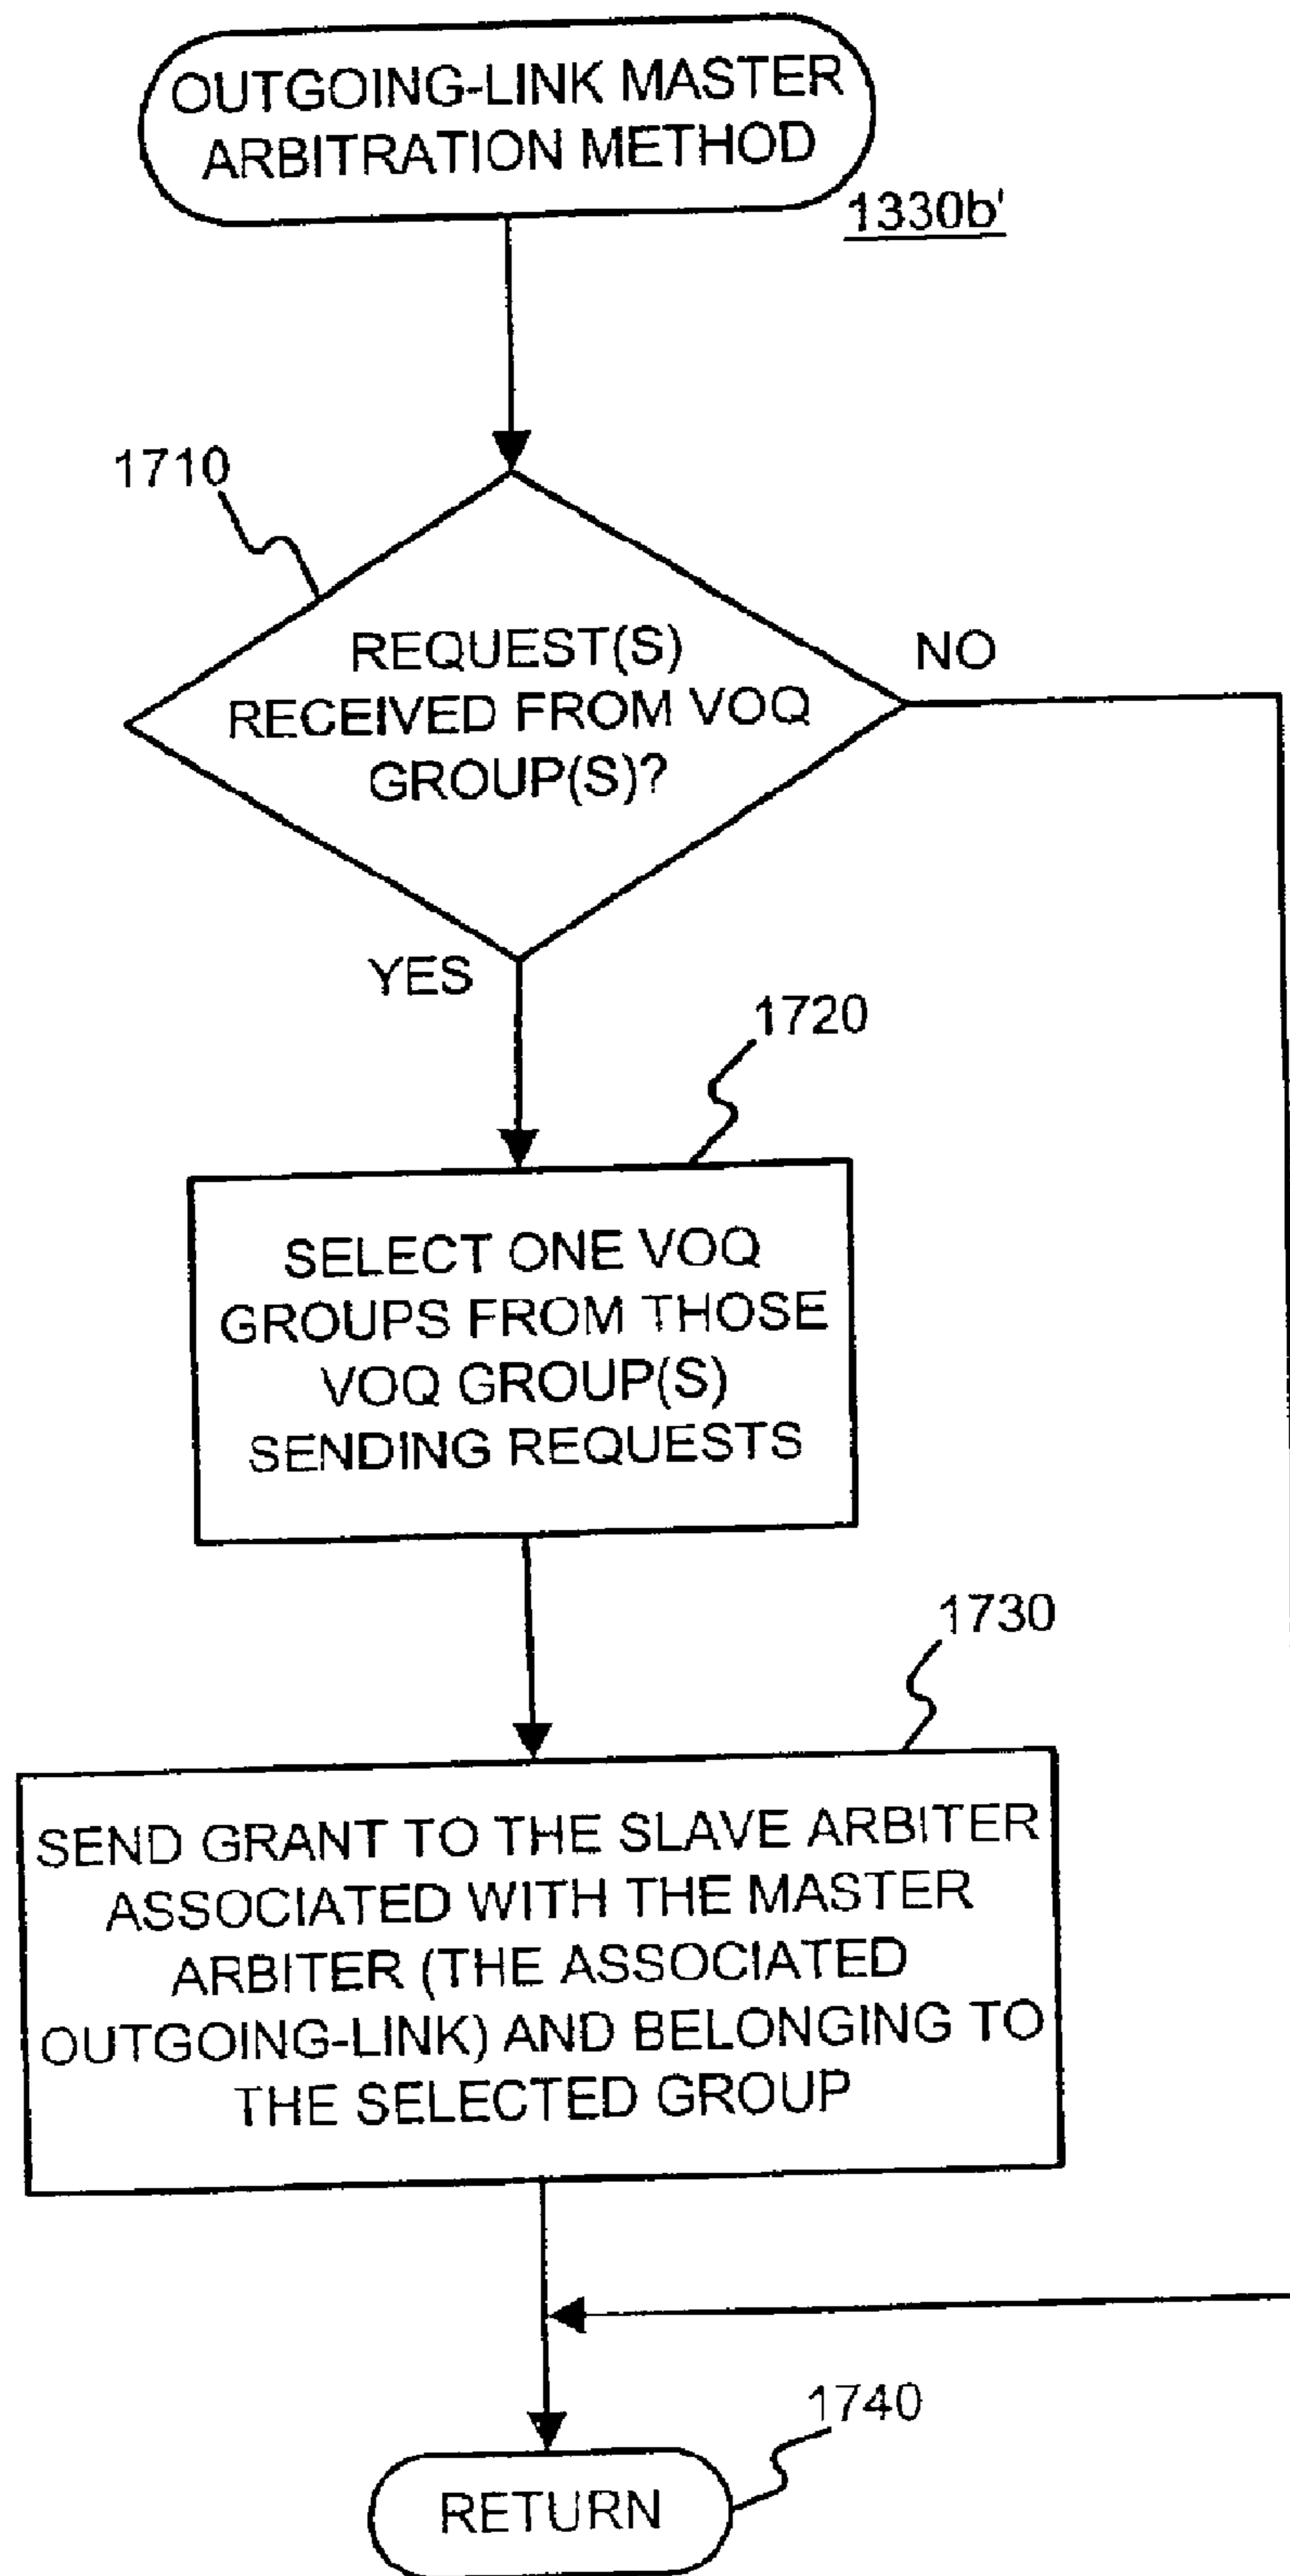 OUTGOING-LINK MASTER
ARBITRATION METHOD
1330b'
1710
REQUEST(S)
RECEIVED FROM VOQ
GROUP(S)?
NO
YES
1720
SELECT ONE VOQ
GROUPS FROM THOSE
VOQ GROUP(S)
SENDING REQUESTS
1730
SEND GRANT TO THE SLAVE ARBITER
ASSOCIATED WITH THE MASTER
ARBITER (THE ASSOCIATED
OUTGOING-LINK) AND BELONGING TO
THE SELECTED GROUP
1740
RETURN